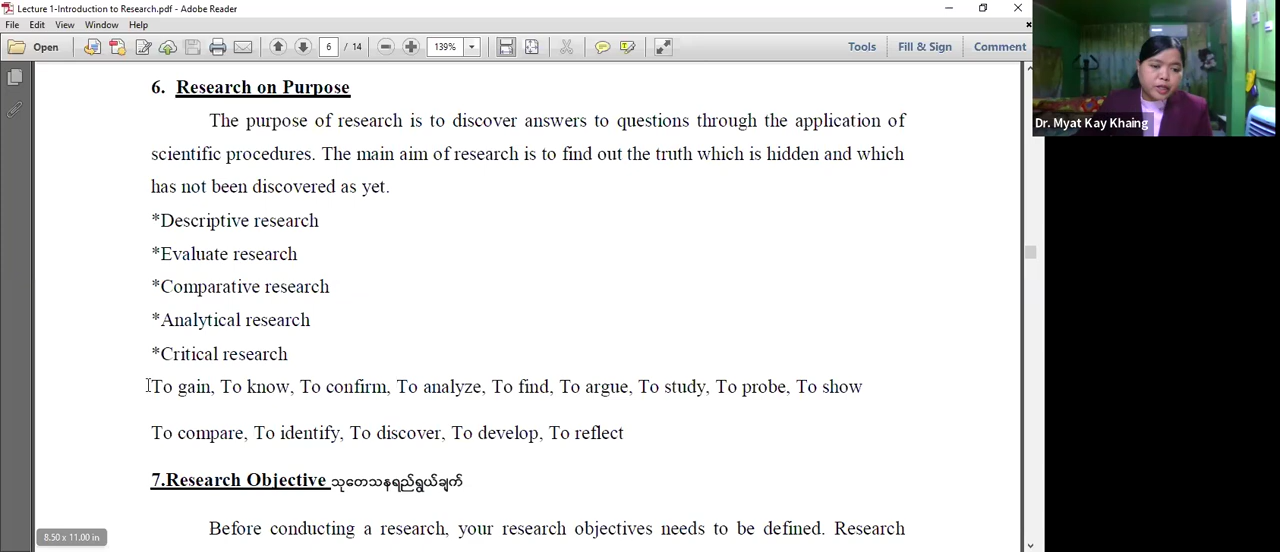 Lecture 1-Introduction to Research.pdf - Adobe Reader
File Edit View Window Help
Open 6 / 14 139% Tools Fill & Sign Comment
Dr. Myat Kay Khaing
6. Research on Purpose
The purpose of research is to discover answers to questions through the application of
scientific procedures. The main aim of research is to find out the truth which is hidden and which
has not been discovered as yet.
*Descriptive research
*Evaluate research
*Comparative research
*Analytical research
*Critical research
To gain, To know, To confirm, To analyze, To find, To argue, To study, To probe, To show
To compare, To identify, To discover, To develop, To reflect
7.Research Objective သုတေသနရည်ရွယ်ချက်
Before conducting a research, your research objectives needs to be defined. Research
8.50 x 11.00 in